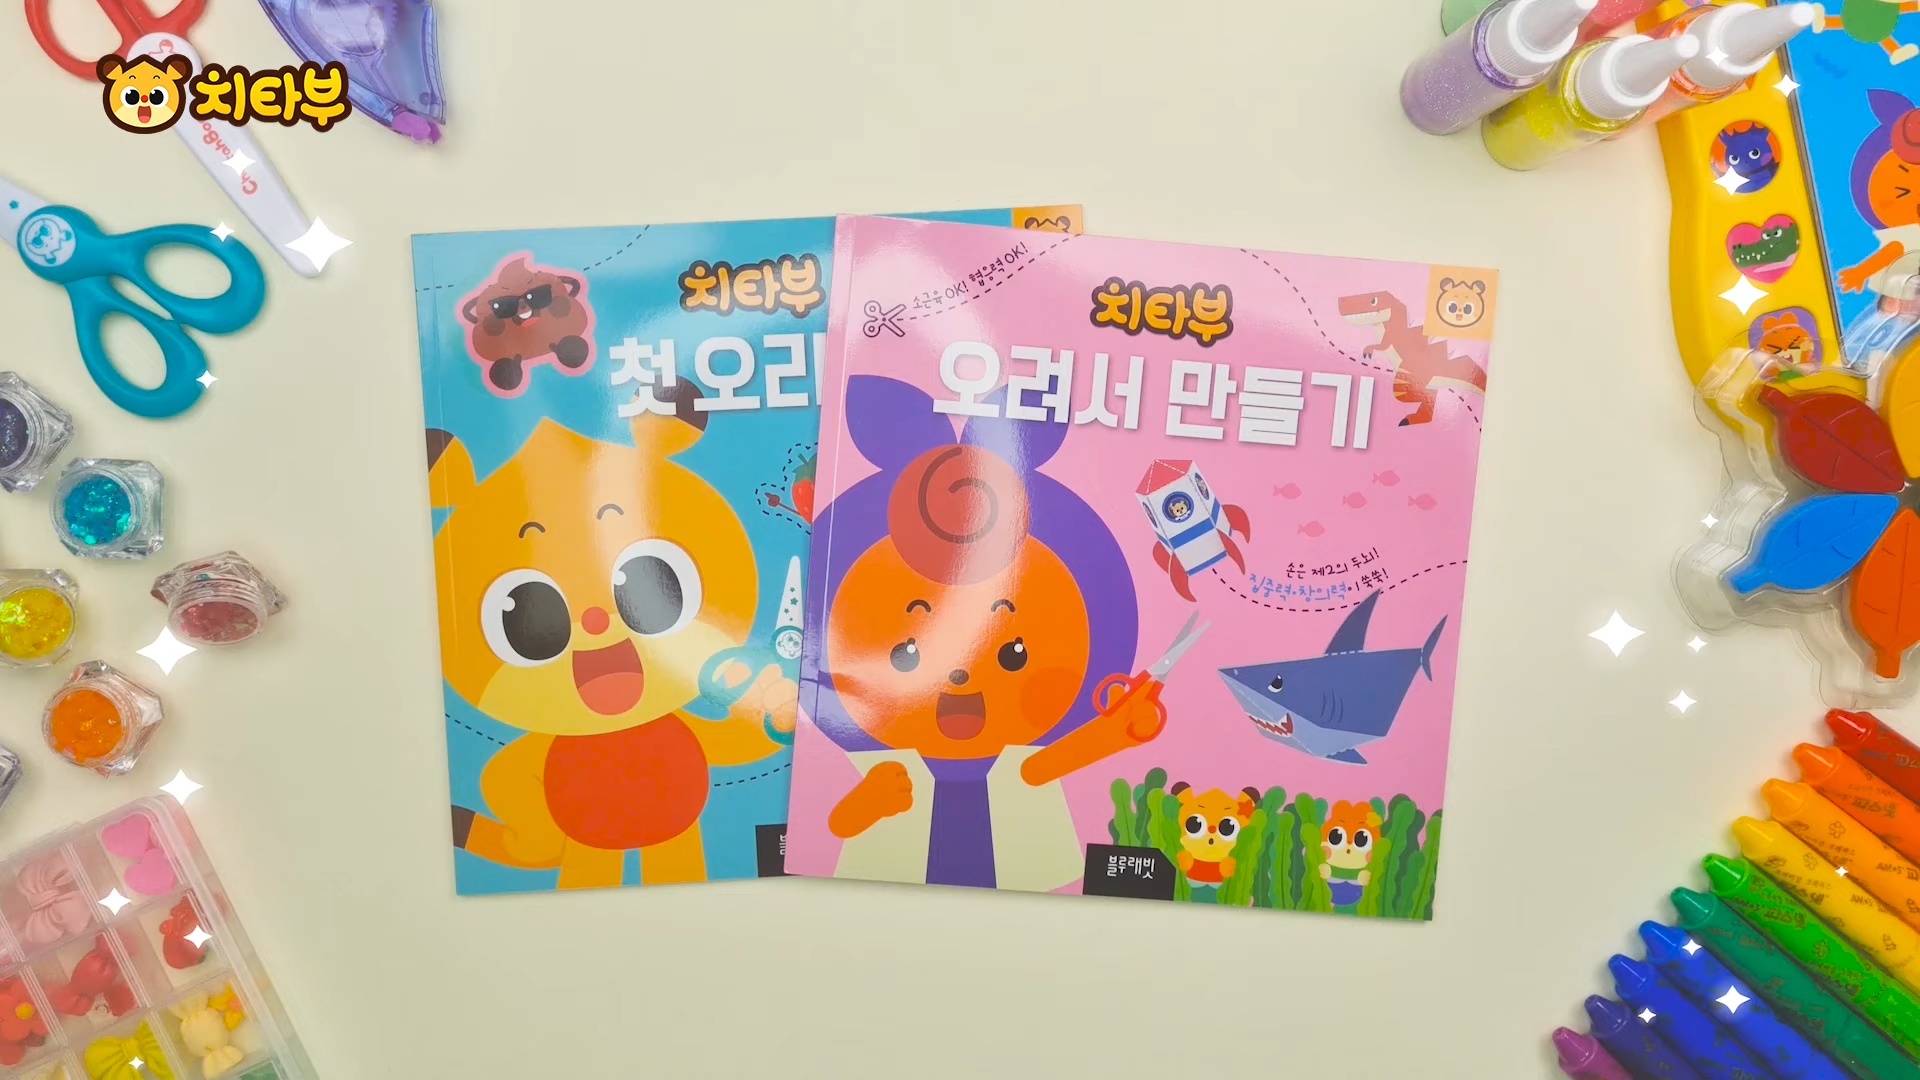 치타부
치타부
첫 오리
소근육 OK! 협응력 OK!
치타부
오려서 만들기
손은 제2의 두뇌!
집중력·창의력이 쑥쑥!
블루래빗